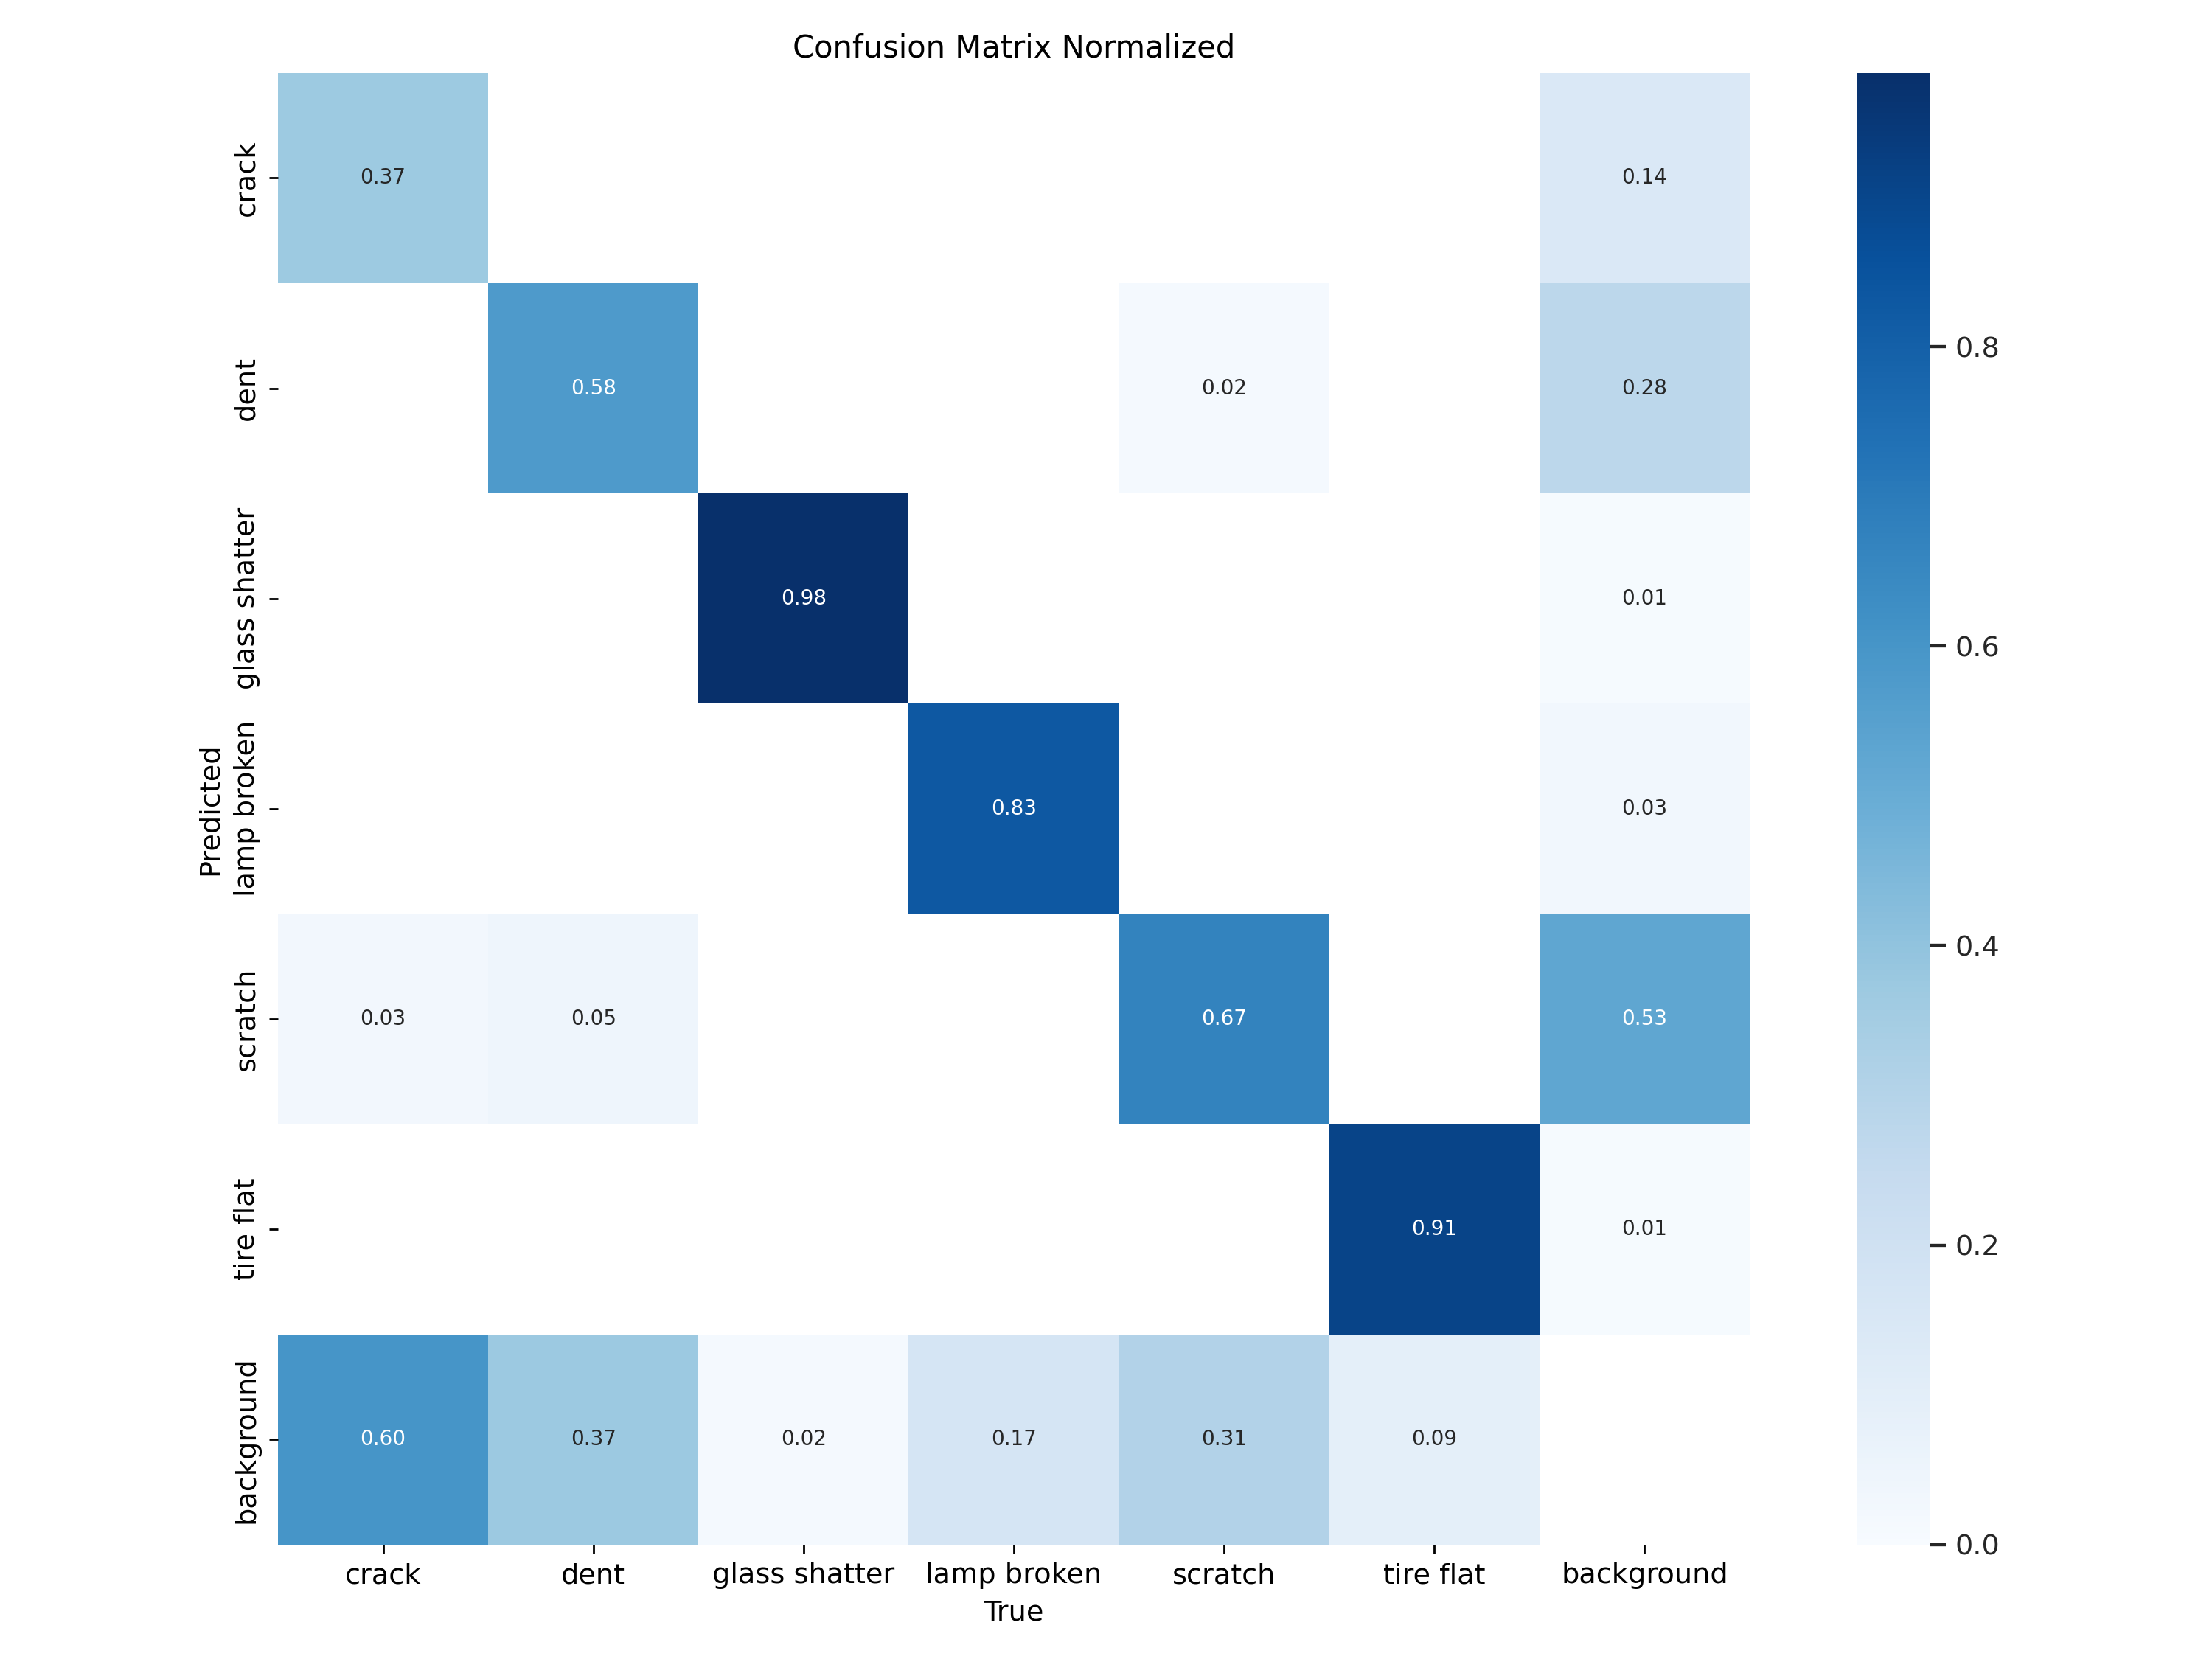 Confusion Matrix Normalized
crack
0.37
0.14
dent
0.58
0.02
0.28
glass shatter
0.98
0.01
Predicted
lamp broken
0.83
0.03
scratch
0.03
0.05
0.67
0.53
tire flat
0.91
0.01
background
0.60
0.37
0.02
0.17
0.31
0.09
crack
dent
glass shatter
lamp broken
scratch
tire flat
background
True
0.8
0.6
0.4
0.2
0.0